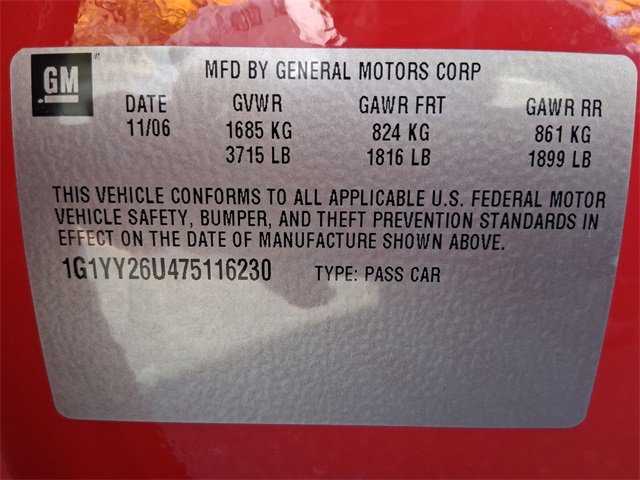 GM
MFD BY GENERAL MOTORS CORP
DATE GVWR GAWR FRT GAWR RR
11/06 1685 KG 824 KG 861 KG
3715 LB 1816 LB 1899 LB
THIS VEHICLE CONFORMS TO ALL APPLICABLE U.S. FEDERAL MOTOR
VEHICLE SAFETY, BUMPER, AND THEFT PREVENTION STANDARDS IN
EFFECT ON THE DATE OF MANUFACTURE SHOWN ABOVE.
1G1YY26U475116230 TYPE: PASS CAR